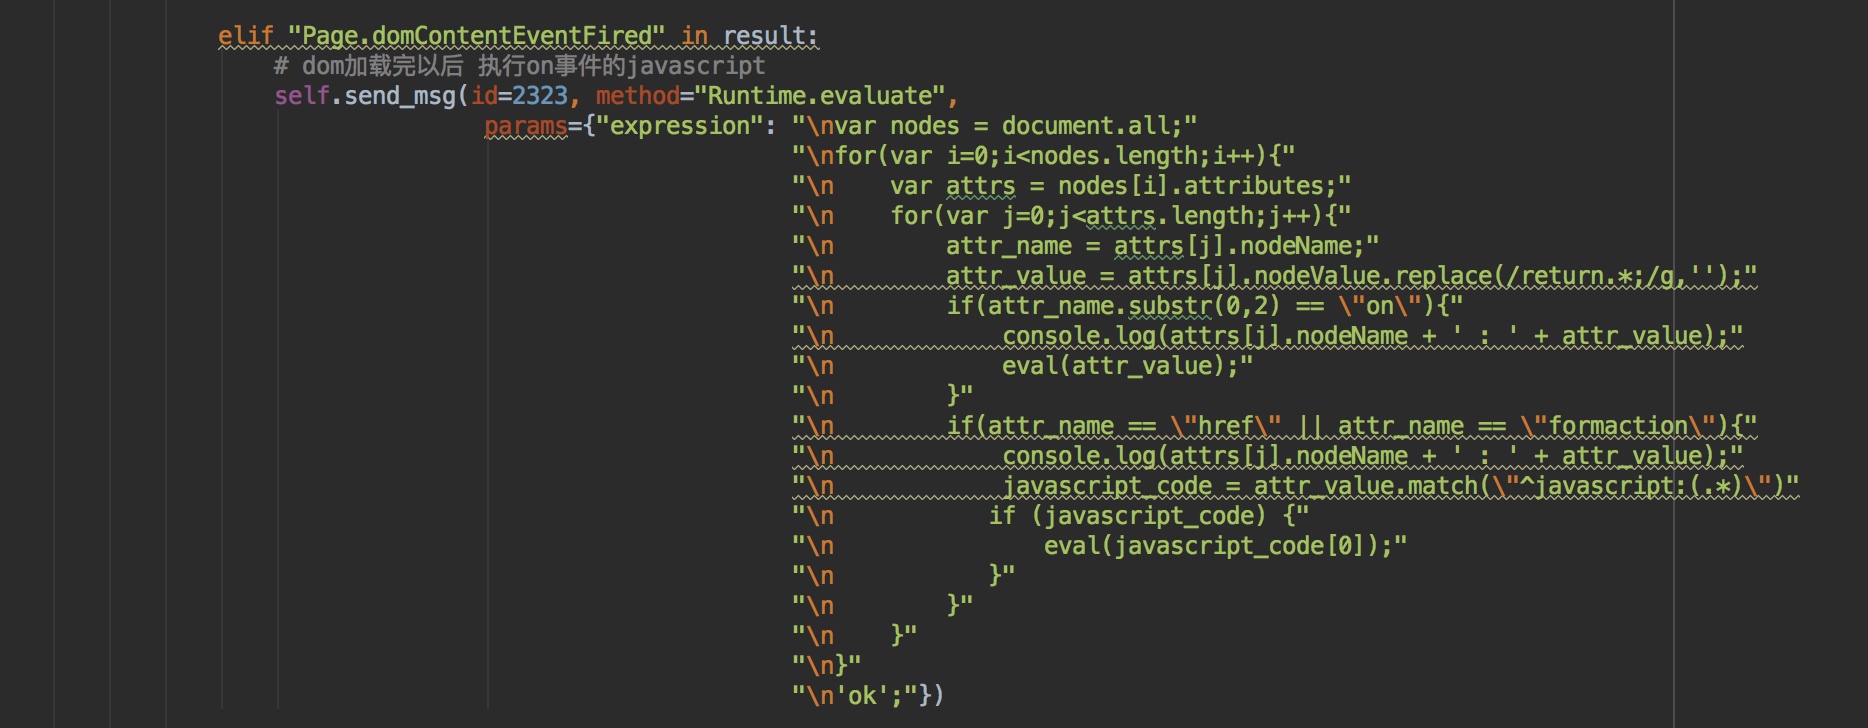 elif "Page.domContentEventFired" in result:
# dom加载完以后 执行on事件的javascript
self.send_msg(id=2323, method="Runtime.evaluate",
params={"expression": "\nvar nodes = document.all;"
"\nfor(var i=0;i<nodes.length;i++){"
"\n    var attrs = nodes[i].attributes;"
"\n    for(var j=0;j<attrs.length;j++){"
"\n        attr_name = attrs[j].nodeName;"
"\n        attr_value = attrs[j].nodeValue.replace(/return.*;/g,'');"
"\n        if(attr_name.substr(0,2) == \"on\"){"
"\n            console.log(attrs[j].nodeName + ' : ' + attr_value);"
"\n            eval(attr_value);"
"\n        }"
"\n        if(attr_name == \"href\" || attr_name == \"formaction\"){"
"\n            console.log(attrs[j].nodeName + ' : ' + attr_value);"
"\n            javascript_code = attr_value.match(\"^javascript:(.*)\")"
"\n           if (javascript_code) {"
"\n               eval(javascript_code[0]);"
"\n           }"
"\n        }"
"\n    }"
"\n}"
"\n'ok';"})